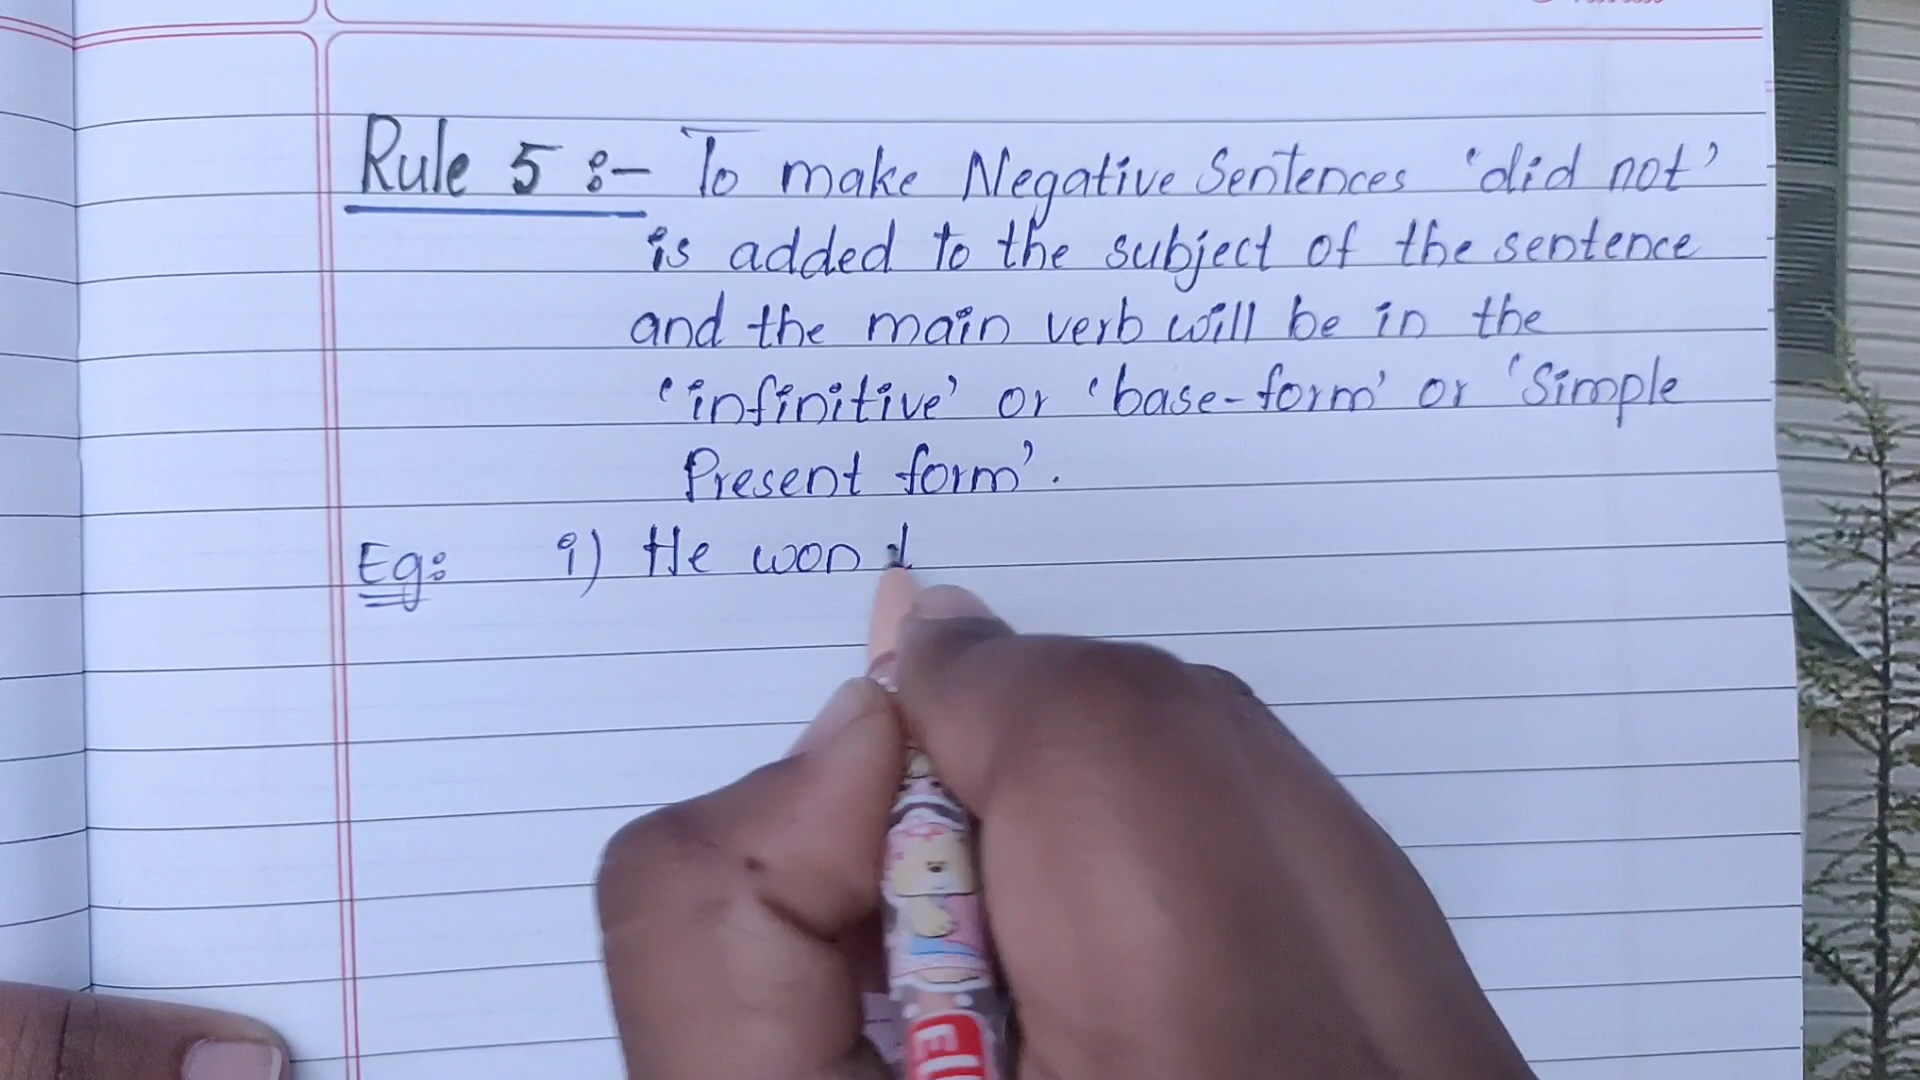 Rule 5 :- To make Negative Sentences 'did not'
is added to the subject of the sentence
and the main verb will be in the
'infinitive' or 'base-form' or 'Simple
Present form'.
Eg: i) He won